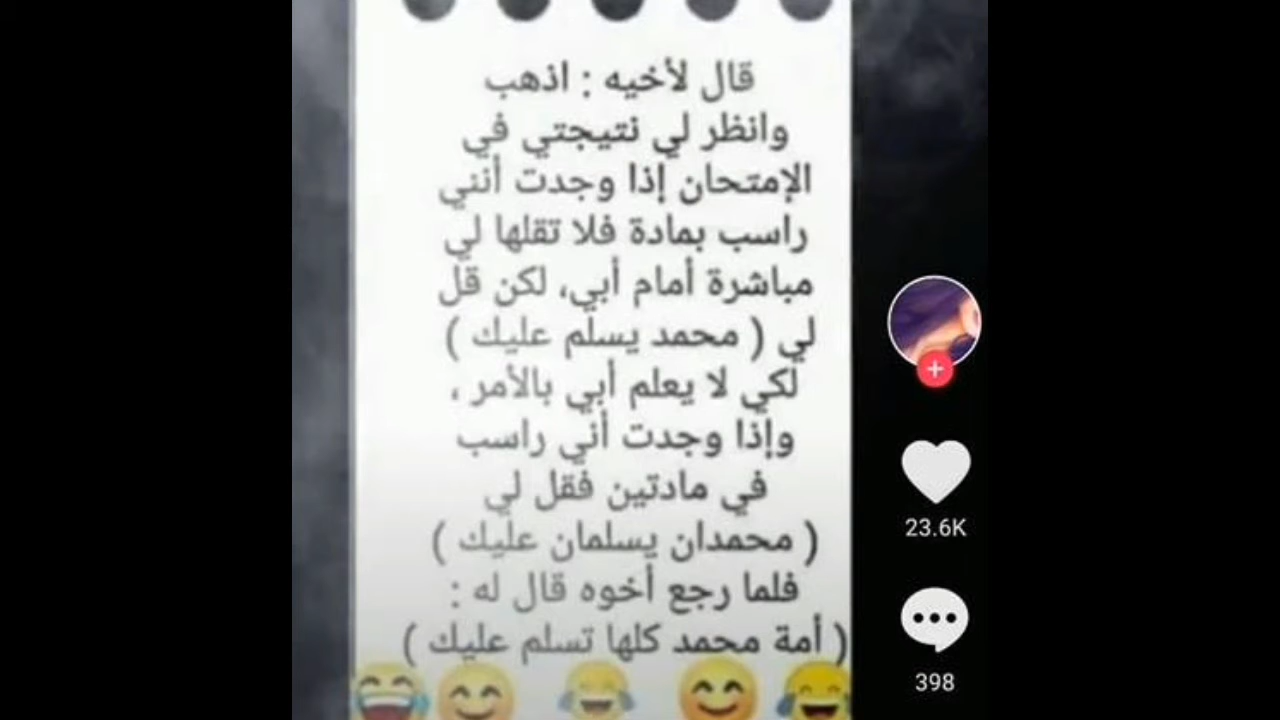 قال لأخيه : اذهب
وانظر لي نتيجتي في
الإمتحان إذا وجدت أنني
راسب بمادة فلا تقلها لي
مباشرة أمام أبي، لكن قل
لي ( محمد يسلم عليك )
لكي لا يعلم أبي بالأمر ،
وإذا وجدت أني راسب
في مادتين فقل لي
( محمدان يسلمان عليك )
فلما رجع أخوه قال له :
( أمة محمد كلها تسلم عليك )
23.6K
398